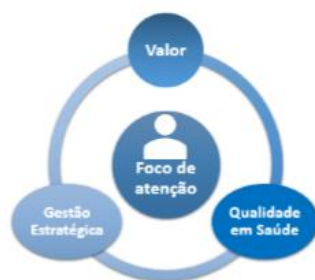 Valor
Foco de
atenção
Gestão
Estratégica
Qualidade
em Saúde